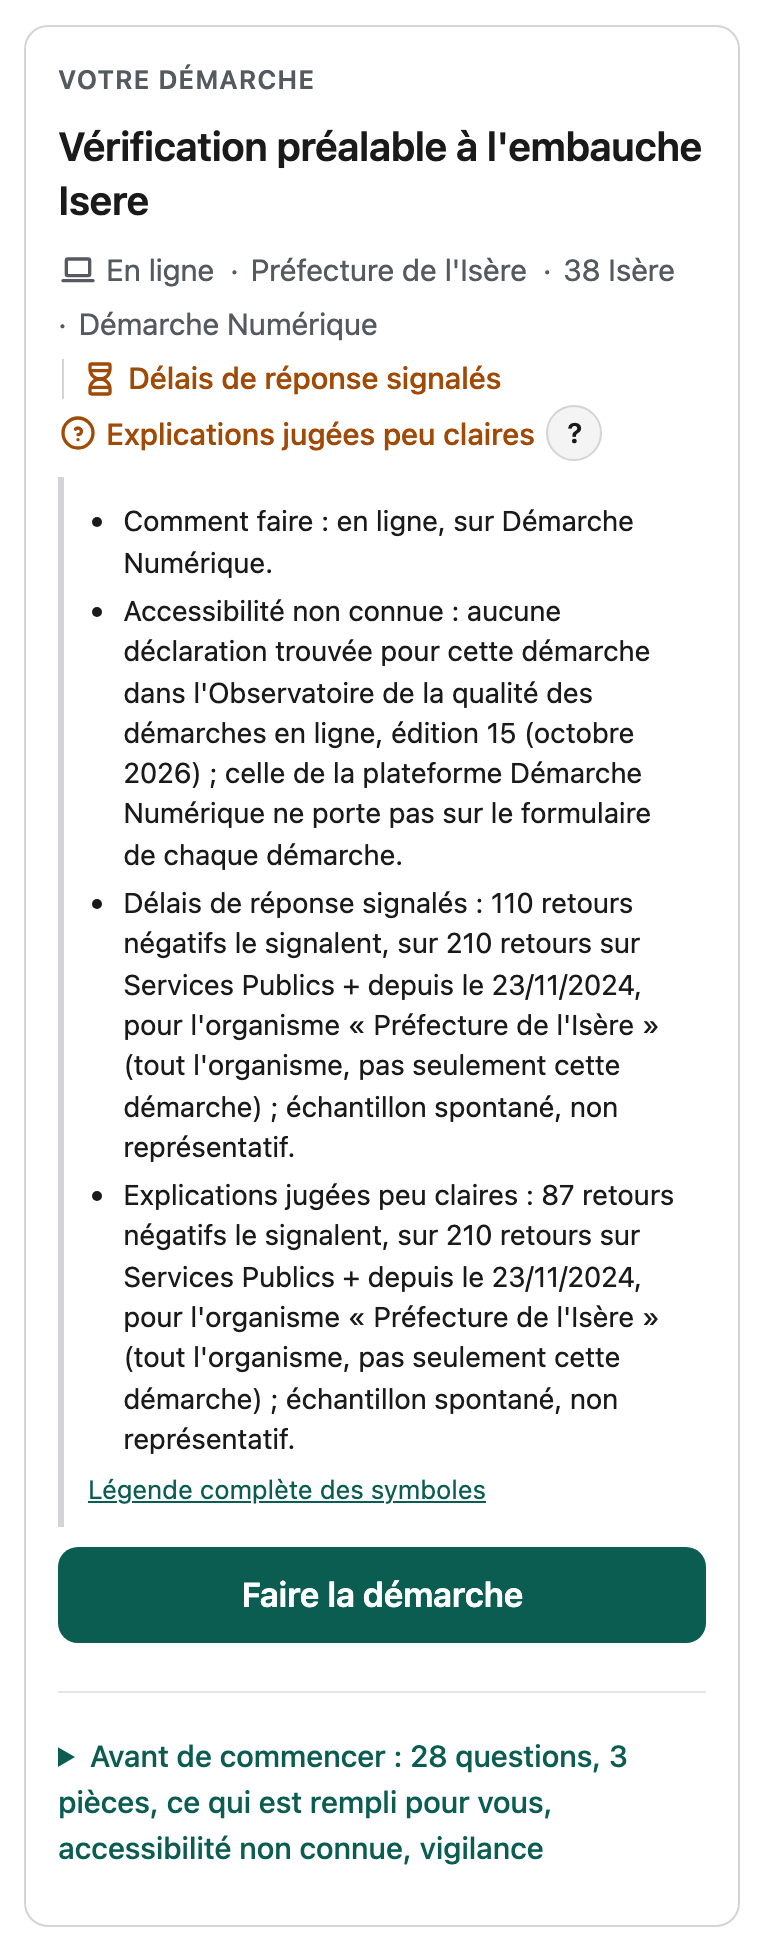 VOTRE DÉMARCHE
Vérification préalable à l'embauche
Isere
En ligne · Préfecture de l'Isère · 38 Isère
· Démarche Numérique
Délais de réponse signalés
? Explications jugées peu claires ?
• Comment faire : en ligne, sur Démarche
Numérique.
• Accessibilité non connue : aucune
déclaration trouvée pour cette démarche
dans l'Observatoire de la qualité des
démarches en ligne, édition 15 (octobre
2026) ; celle de la plateforme Démarche
Numérique ne porte pas sur le formulaire
de chaque démarche.
• Délais de réponse signalés : 110 retours
négatifs le signalent, sur 210 retours sur
Services Publics + depuis le 23/11/2024,
pour l'organisme « Préfecture de l'Isère »
(tout l'organisme, pas seulement cette
démarche) ; échantillon spontané, non
représentatif.
• Explications jugées peu claires : 87 retours
négatifs le signalent, sur 210 retours sur
Services Publics + depuis le 23/11/2024,
pour l'organisme « Préfecture de l'Isère »
(tout l'organisme, pas seulement cette
démarche) ; échantillon spontané, non
représentatif.
Légende complète des symboles
Faire la démarche
▶ Avant de commencer : 28 questions, 3
pièces, ce qui est rempli pour vous,
accessibilité non connue, vigilance